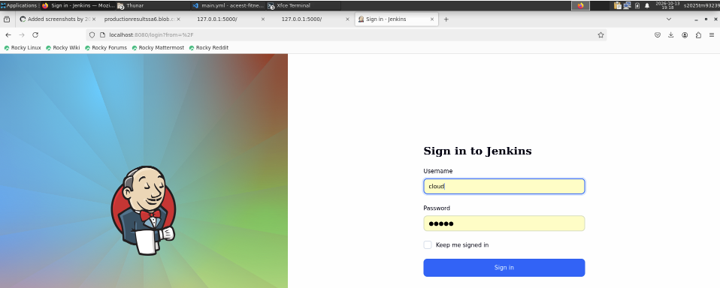 Applications
Sign in - Jenkins — Mozi...
Thunar
main.yml - aceest-fitne...
Xfce Terminal
Added screenshots by 2
productionresultssa6.blob.c
127.0.0.1:5000/
127.0.0.1:5000/
Sign in - Jenkins
localhost:8080/login?from=%2F
Rocky Linux
Rocky Wiki
Rocky Forums
Rocky Mattermost
Rocky Reddit
Sign in to Jenkins
Username
cloud
Password
Keep me signed in
Sign in